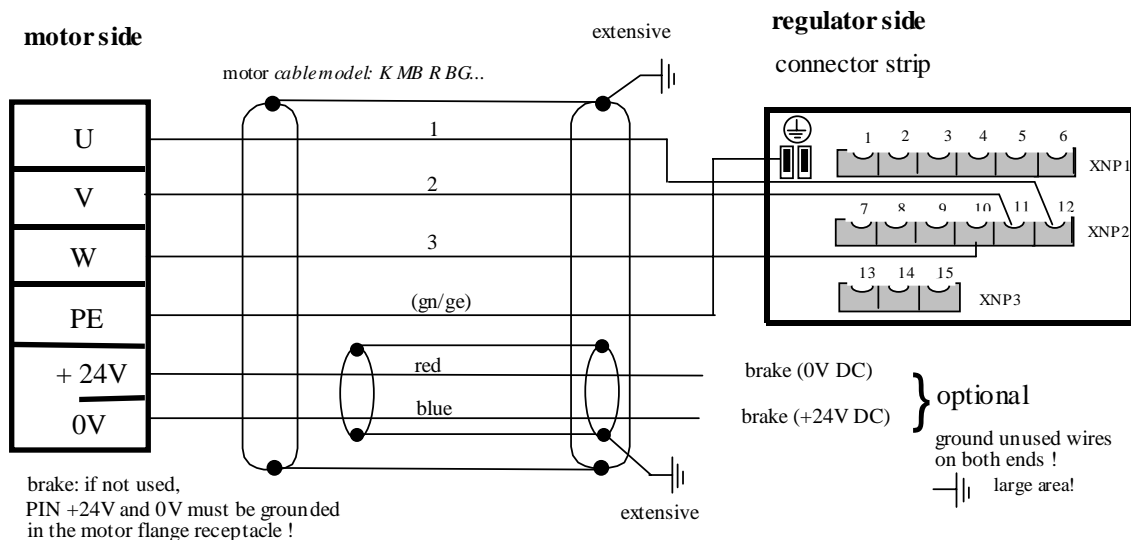 motor side
extensive
regulator side
motor cable model: K MB R BG...
connector strip
U
1
1 2 3 4 5 6
XNP1
V
2
7 8 9 10 11 12
XNP2
W
3
13 14 15
XNP3
PE
(gn/ge)
+ 24V
red
brake (0V DC)
optional
0V
blue
brake (+24V DC)
ground unused wires
on both ends !
large area!
brake: if not used,
PIN +24V and 0V must be grounded
in the motor flange receptacle !
extensive